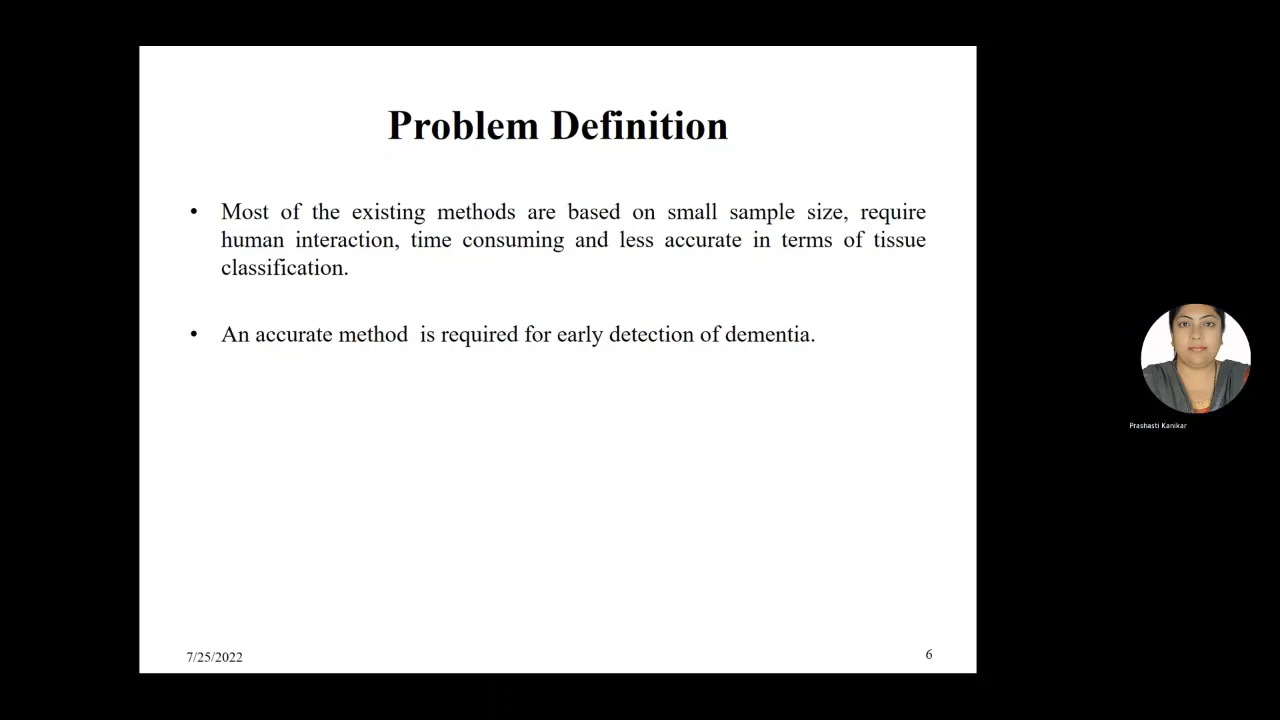 Problem Definition
• Most of the existing methods are based on small sample size, require
human interaction, time consuming and less accurate in terms of tissue
classification.
• An accurate method  is required for early detection of dementia.
Prashasti Kanikar
7/25/2022
6